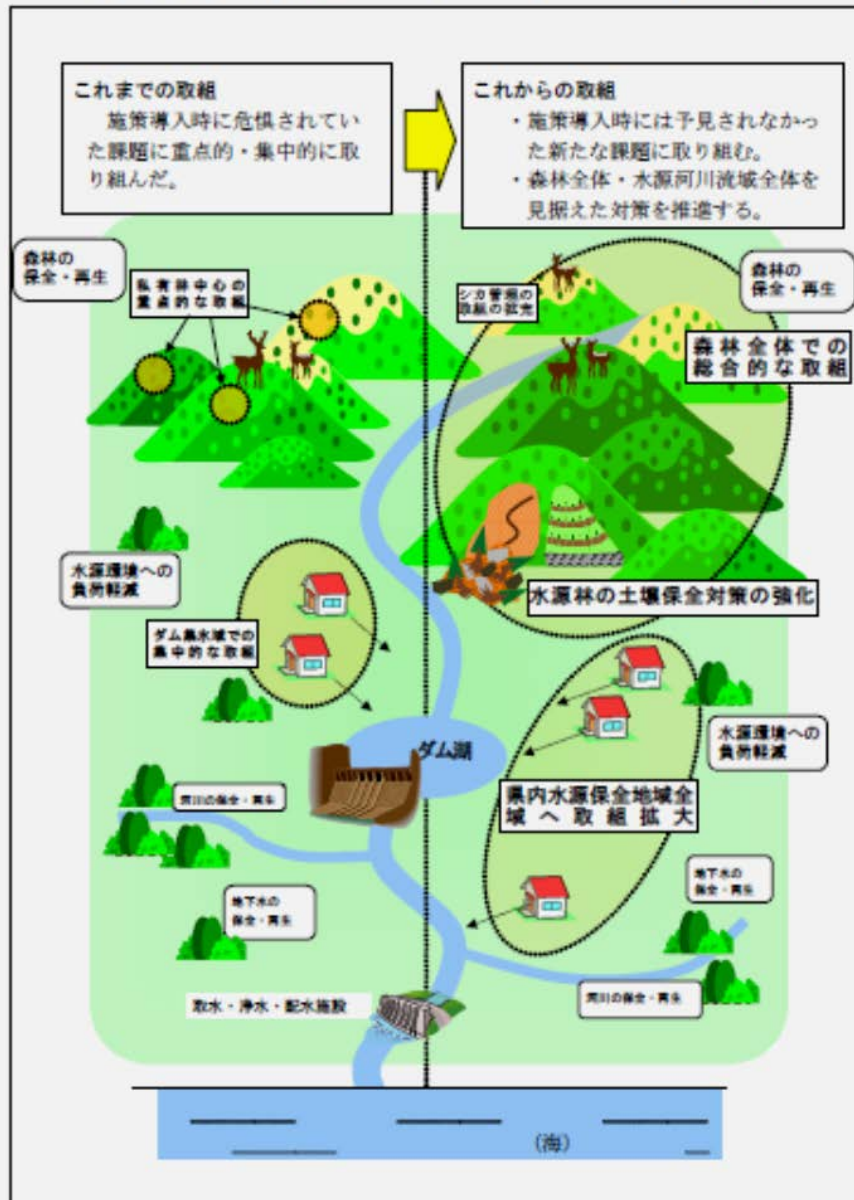 これまでの取組
施策導入時に危惧されてい
た課題に重点的・集中的に取
り組んだ。
これからの取組
・施策導入時には予見されなかっ
た新たな課題に取り組む。
・森林全体・水源河川流域全体を
見据えた対策を推進する。
森林の
保全・再生
私有林中心の
重点的な取組
シカ管理の
取組の拡充
森林の
保全・再生
森林全体での
総合的な取組
水源環境への
負荷軽減
ダム集水域での
集中的な取組
水源林の土壌保全対策の強化
水源環境への
負荷軽減
ダム湖
県内水源保全地域全
域へ取組拡大
河川の保全・再生
地下水の
保全・再生
地下水の
保全・再生
河川の保全・再生
取水・浄水・配水施設
(海)